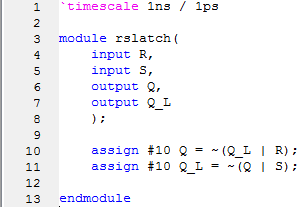 1 `timescale 1ns / 1ps
2
3 module rslatch(
4 input R,
5 input S,
6 output Q,
7 output Q_L
8 );
9
10 assign #10 Q = ~(Q_L | R);
11 assign #10 Q_L = ~(Q | S);
12
13 endmodule